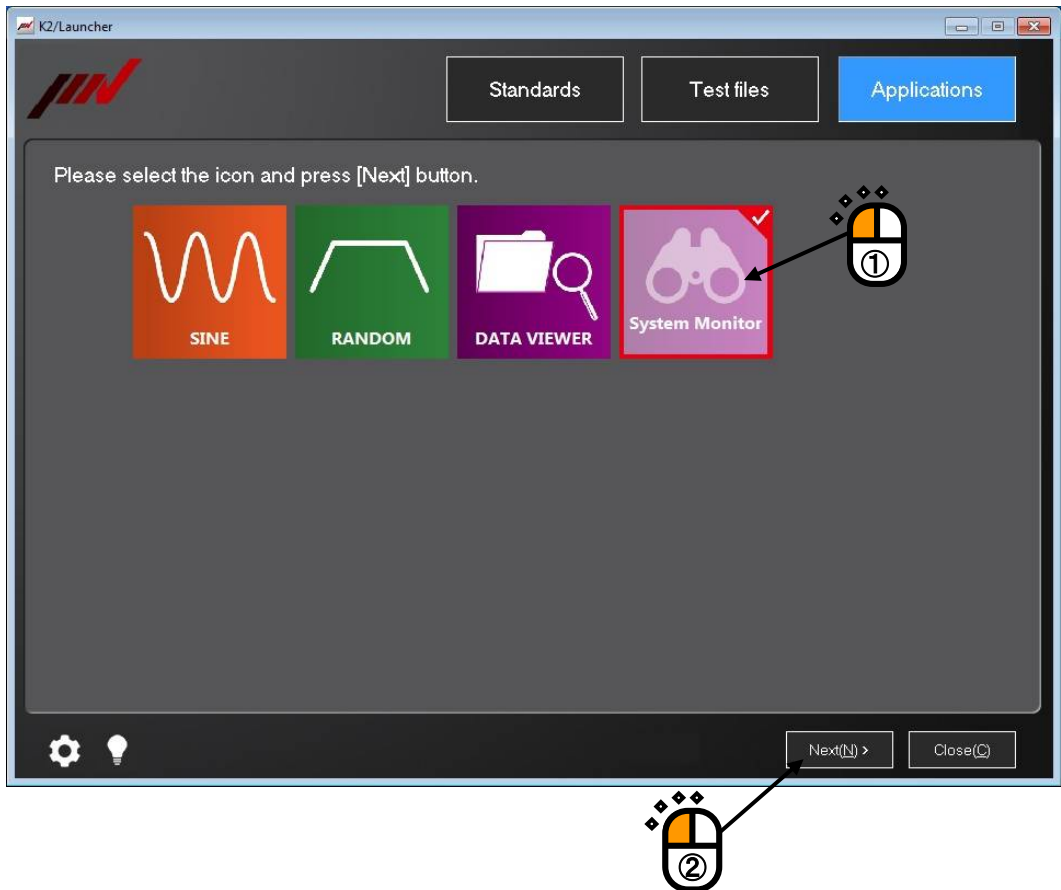 K2/Launcher
Standards
Test files
Applications
Please select the icon and press [Next] button.
SINE
RANDOM
DATA VIEWER
System Monitor
①
Next(N) >
Close(C)
②